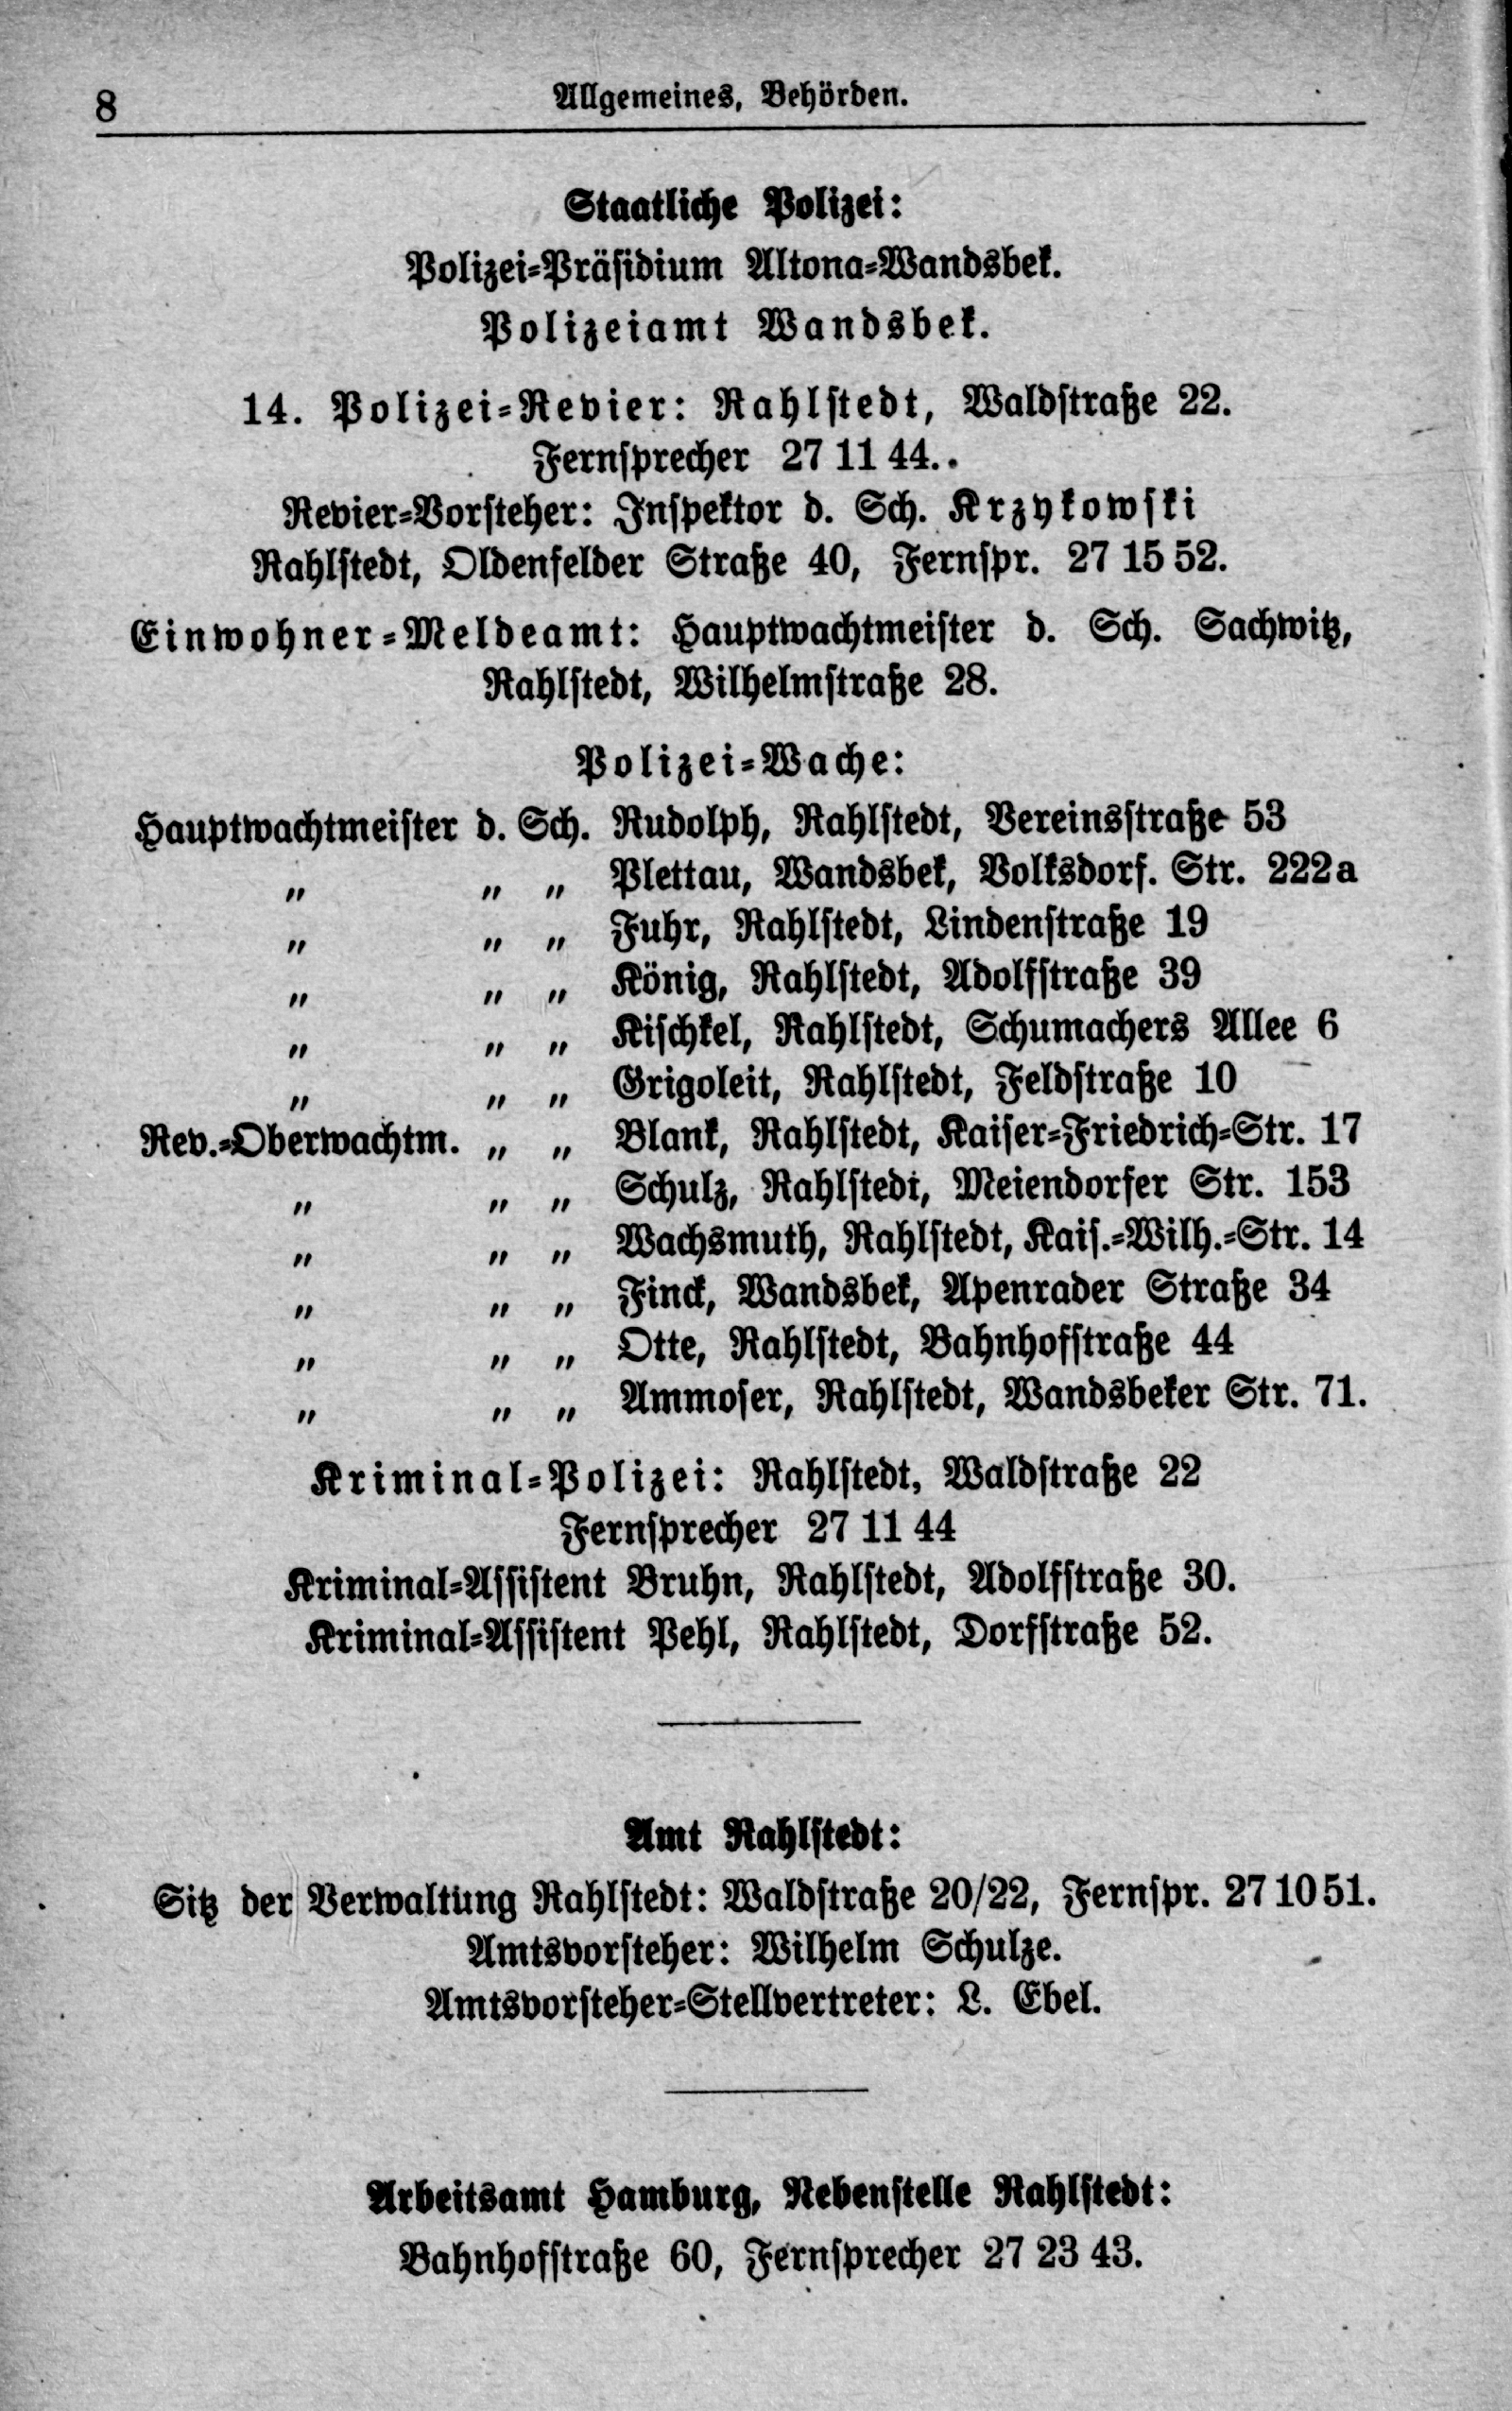 8
Allgemeines, Behörden.
Staatliche Polizei:
Polizei-Präsidium Altona-Wandsbek.
Polizeiamt Wandsbek.
14. Polizei-Revier: Rahlstedt, Waldstraße 22.
Fernsprecher 27 11 44..
Revier-Vorsteher: Inspektor d. Sch. Krzykowski
Rahlstedt, Oldenfelder Straße 40, Fernspr. 27 15 52.
Einwohner-Meldeamt: Hauptwachtmeister d. Sch. Sachwitz,
Rahlstedt, Wilhelmstraße 28.
Polizei-Wache:
Hauptwachtmeister d. Sch. Rudolph, Rahlstedt, Vereinsstraße 53
„ „ „ Plettau, Wandsbek, Volksdorf. Str. 222a
„ „ „ Fuhr, Rahlstedt, Lindenstraße 19
„ „ „ König, Rahlstedt, Adolfstraße 39
„ „ „ Kischkel, Rahlstedt, Schumachers Allee 6
„ „ „ Grigoleit, Rahlstedt, Feldstraße 10
Rev.-Oberwachtm. „ „ Blank, Rahlstedt, Kaiser-Friedrich-Str. 17
„ „ „ Schulz, Rahlstedt, Meiendorfer Str. 153
„ „ „ Wachsmuth, Rahlstedt, Kais.-Wilh.-Str. 14
„ „ „ Finck, Wandsbek, Apenrader Straße 34
„ „ „ Otte, Rahlstedt, Bahnhofstraße 44
„ „ „ Ammoser, Rahlstedt, Wandsbeker Str. 71.
Kriminal-Polizei: Rahlstedt, Waldstraße 22
Fernsprecher 27 11 44
Kriminal-Assistent Bruhn, Rahlstedt, Adolfstraße 30.
Kriminal-Assistent Pehl, Rahlstedt, Dorfstraße 52.
Amt Rahlstedt:
Sitz der Verwaltung Rahlstedt: Waldstraße 20/22, Fernspr. 27 10 51.
Amtsvorsteher: Wilhelm Schulze.
Amtsvorsteher-Stellvertreter: L. Ebel.
Arbeitsamt Hamburg, Nebenstelle Rahlstedt:
Bahnhofstraße 60, Fernsprecher 27 23 43.